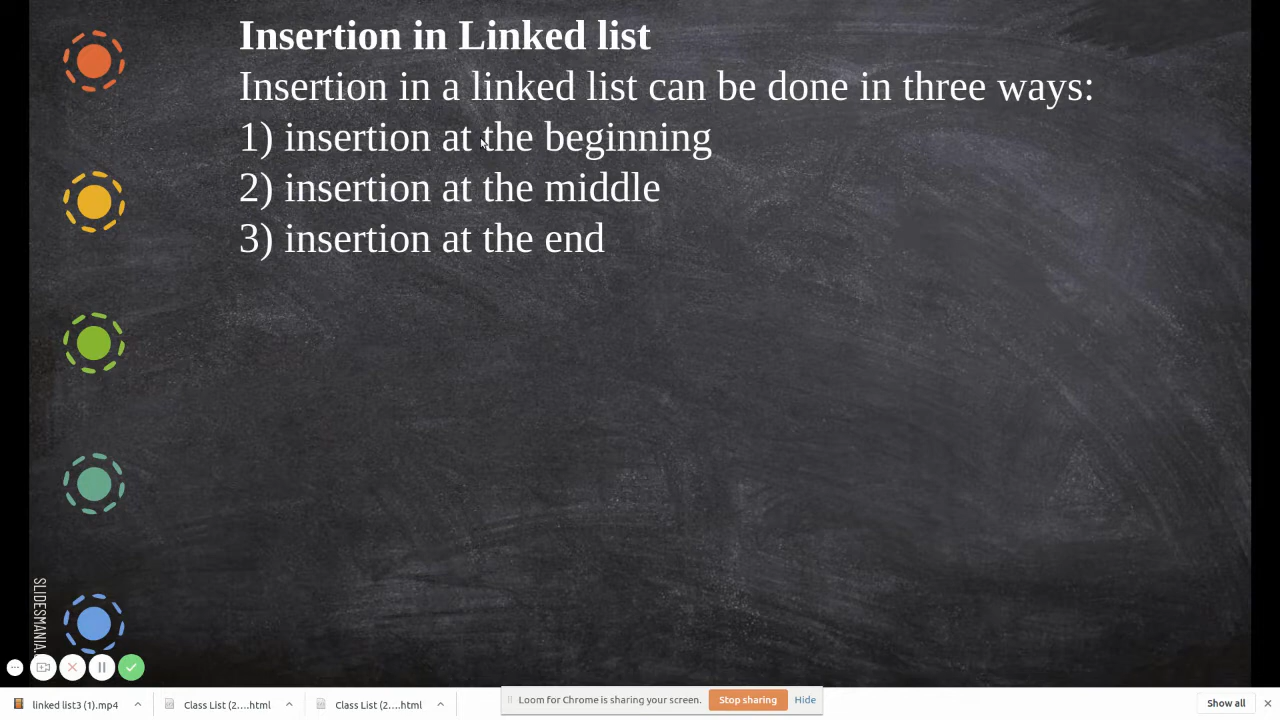 Insertion in Linked list
Insertion in a linked list can be done in three ways:
1) insertion at the beginning
2) insertion at the middle
3) insertion at the end
SLIDESMANIA.
linked list3 (1).mp4
Class List (2....html
Class List (2....html
Loom for Chrome is sharing your screen.
Stop sharing
Hide
Show all